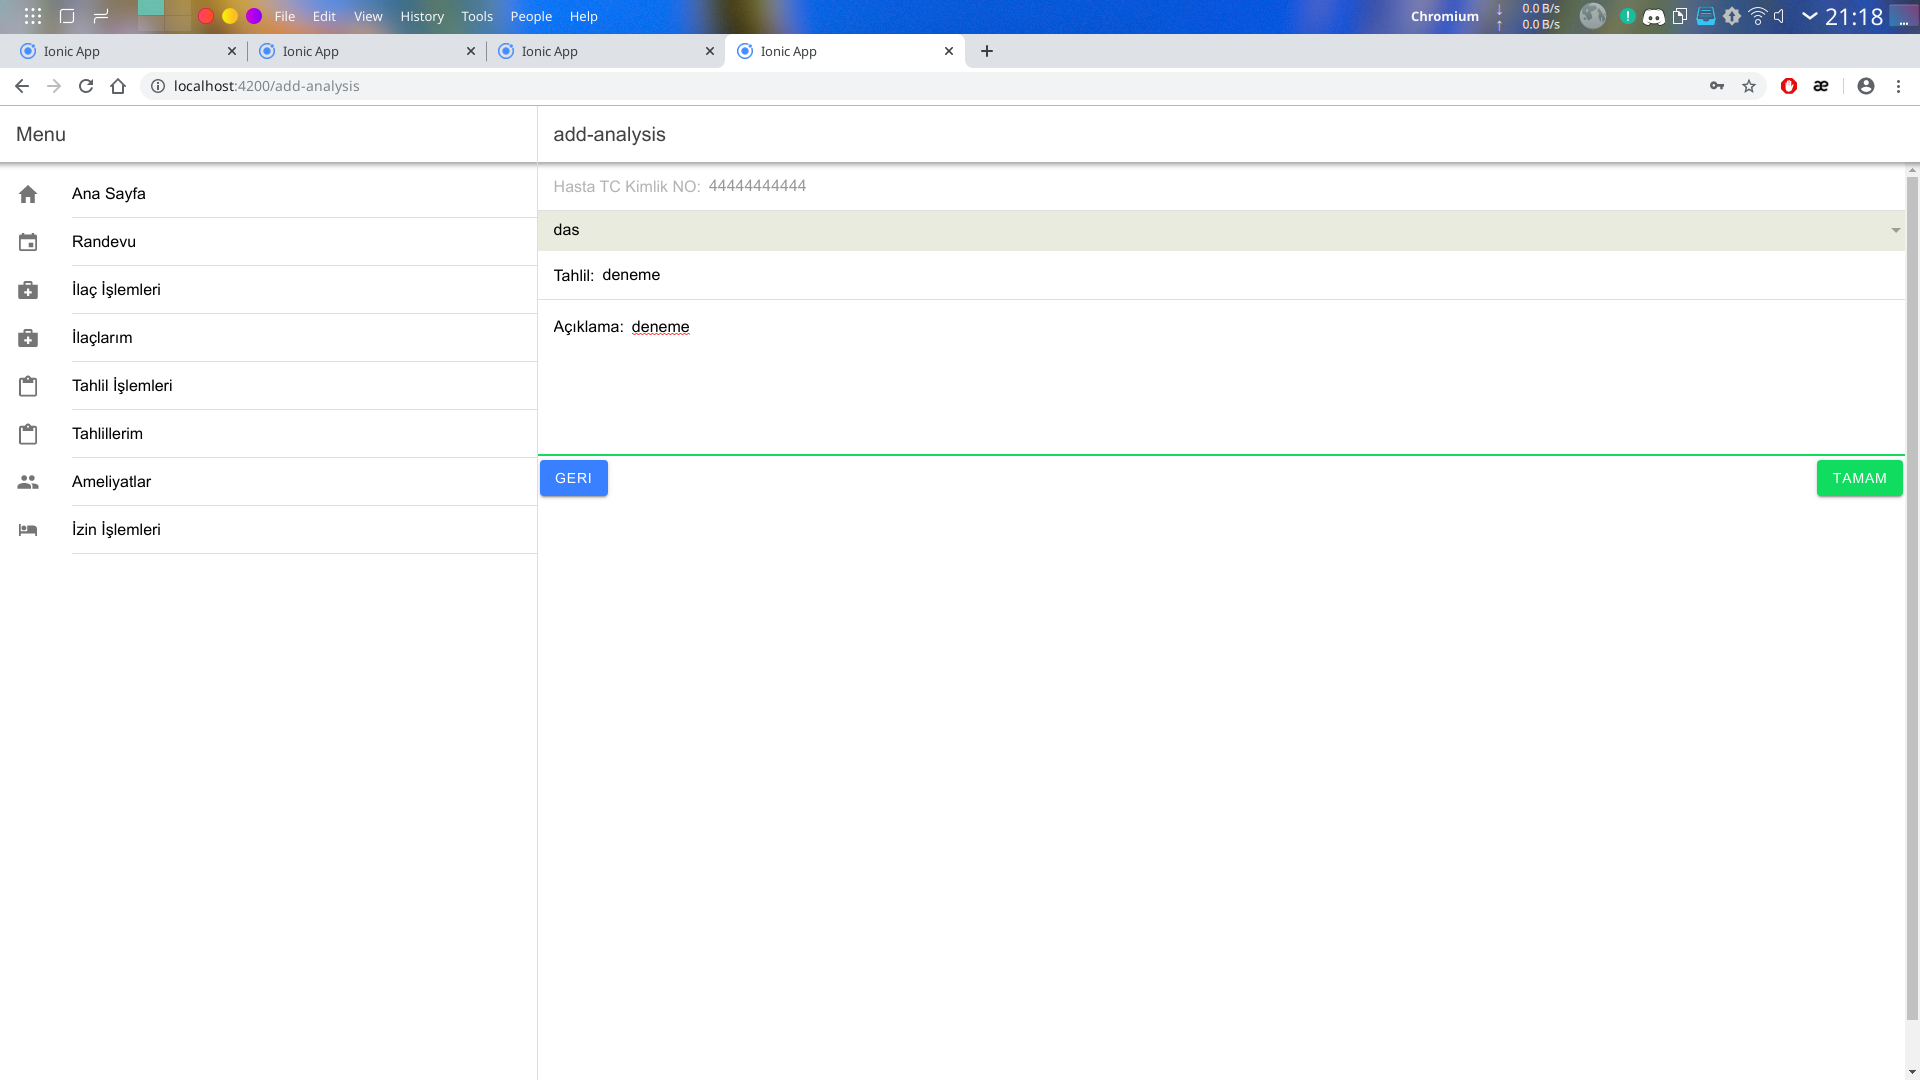 File Edit View History Tools People Help
Chromium ↓ 0.0 B/s ↑ 0.0 B/s 21:18
Ionic App Ionic App Ionic App Ionic App
localhost:4200/add-analysis
Menu
Ana Sayfa
Randevu
İlaç İşlemleri
İlaçlarım
Tahlil İşlemleri
Tahlillerim
Ameliyatlar
İzin İşlemleri
add-analysis
Hasta TC Kimlik NO: 44444444444
das
Tahlil: deneme
Açıklama: deneme
GERI TAMAM